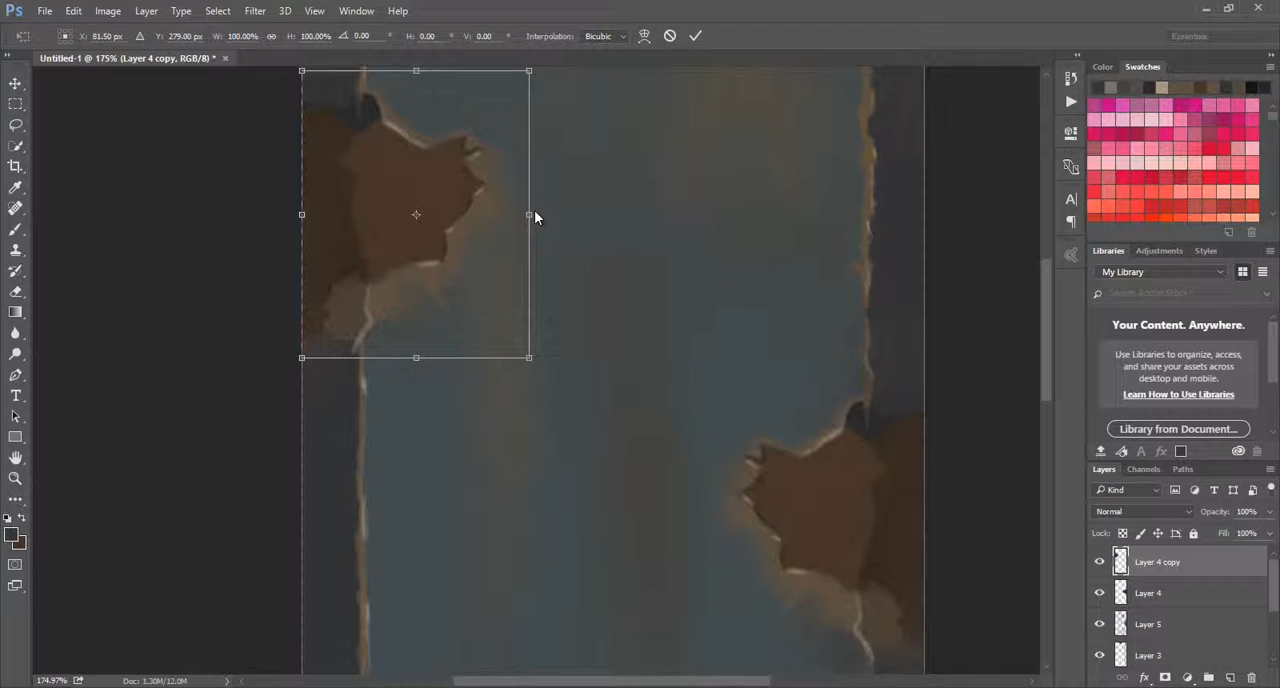 Ps File Edit Image Layer Type Select Filter 3D View Window Help
X: 81.50 px Y: 279.00 px W: 100.00% H: 100.00% 0.00 ° H: 0.00 ° V: 0.00 ° Interpolation: Bicubic Essentials
Untitled-1 @ 175% (Layer 4 copy, RGB/8) * ×
Color Swatches
Libraries Adjustments Styles
My Library
Your Content. Anywhere.
Use Libraries to organize, access,
and share your assets across
desktop and mobile.
Learn How to Use Libraries
Library from Document...
Layers Channels Paths
Kind
Normal Opacity: 100%
Lock: Fill: 100%
Layer 4 copy
Layer 4
Layer 5
Layer 3
174.97% Doc: 1.30M/12.0M